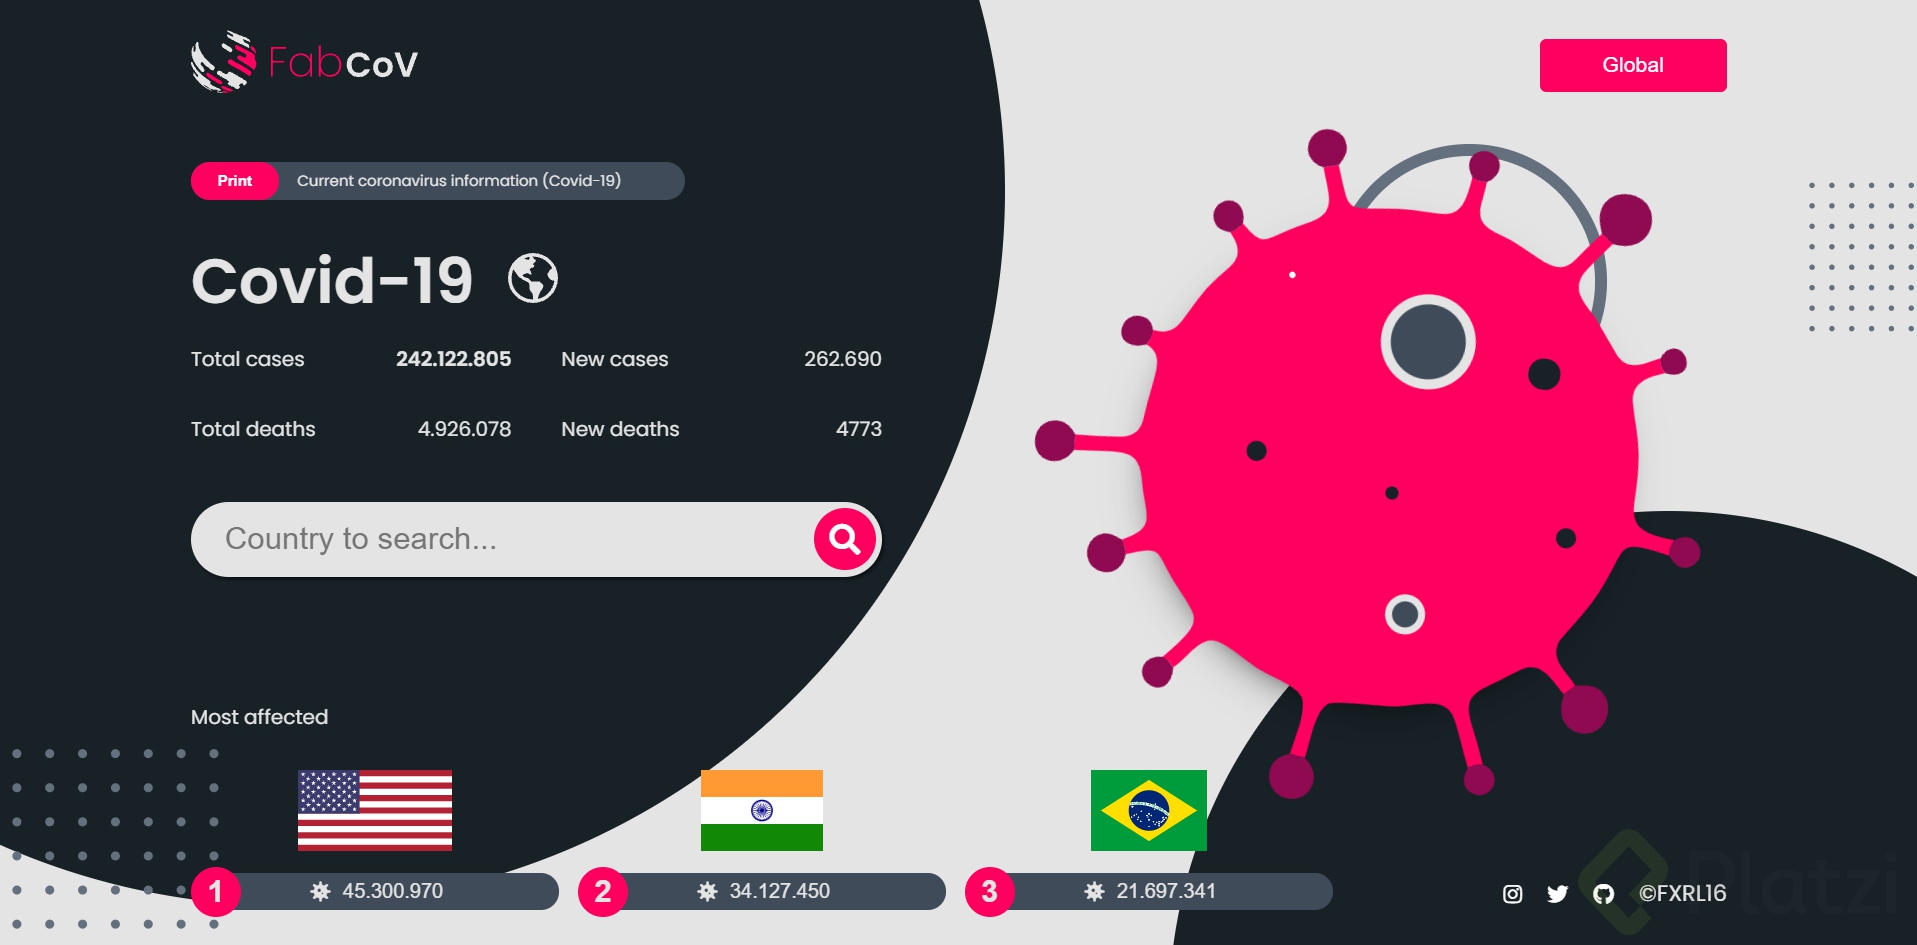 FabCoV
Global
Print Current coronavirus information (Covid-19)
Covid-19
Total cases 242.122.805 New cases 262.690
Total deaths 4.926.078 New deaths 4773
Country to search...
Most affected
1 45.300.970 2 34.127.450 3 21.697.341
©FXRL16
Platzi